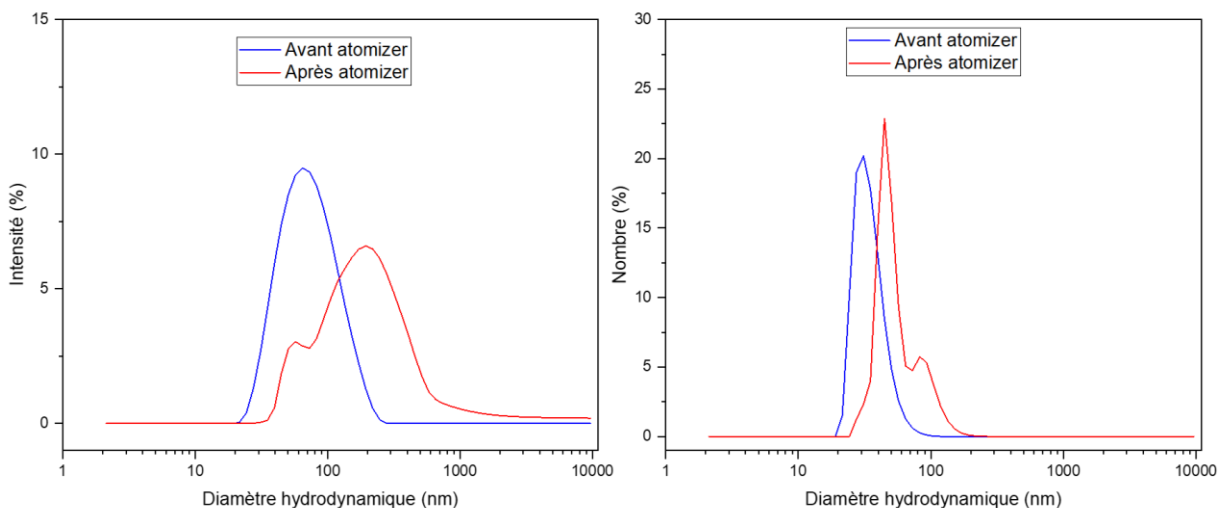 15
10
5
0
Intensité (%)
Avant atomizer
Après atomizer
1
10
100
1000
10000
Diamètre hydrodynamique (nm)
30
25
20
15
10
5
0
Nombre (%)
Avant atomizer
Après atomizer
1
10
100
1000
10000
Diamètre hydrodynamique (nm)